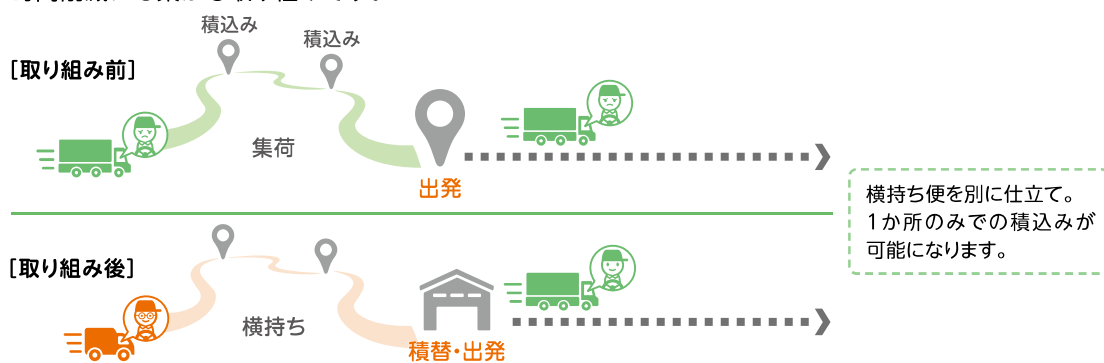 積込み
積込み
[取り組み前]
集荷
出発
横持ち便を別に仕立て。
1か所のみでの積込みが
可能になります。
[取り組み後]
横持ち
積替・出発